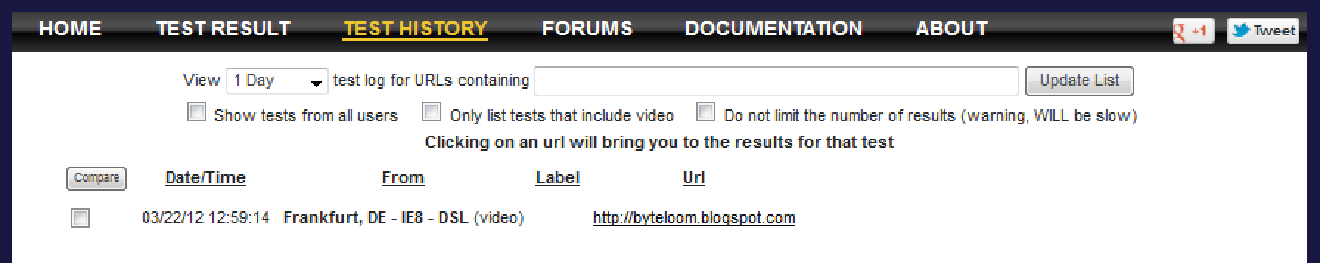 HOME TEST RESULT TEST HISTORY FORUMS DOCUMENTATION ABOUT g +1 Tweet
View 1 Day test log for URLs containing Update List
Show tests from all users Only list tests that include video Do not limit the number of results (warning, WILL be slow)
Clicking on an url will bring you to the results for that test
Compare Date/Time From Label Url
03/22/12 12:59:14 Frankfurt, DE - IE8 - DSL (video) http://byteloom.blogspot.com